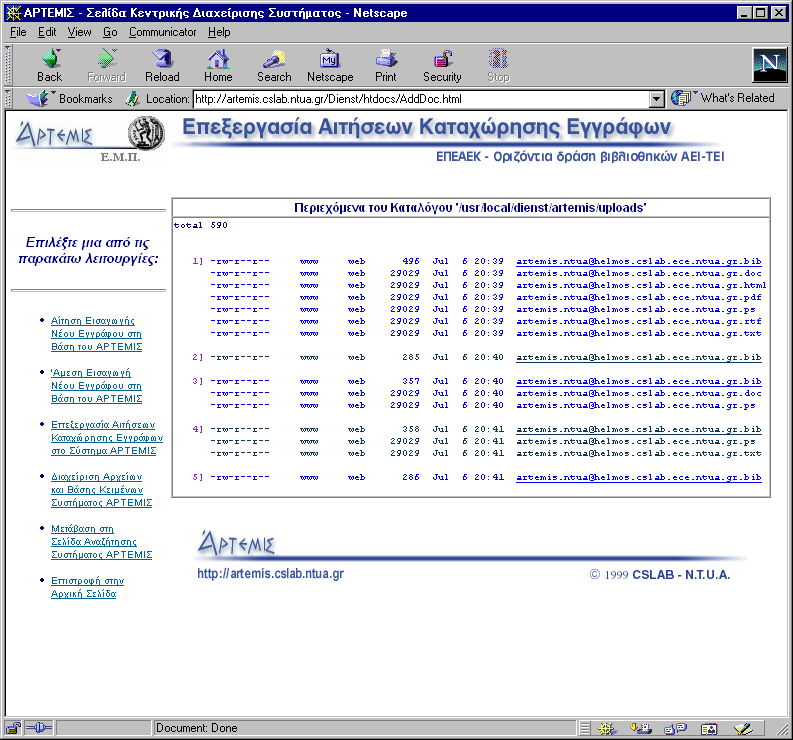 ΑΡΤΕΜΙΣ - Σελίδα Κεντρικής Διαχείρισης Συστήματος - Netscape
File Edit View Go Communicator Help
Back Forward Reload Home Search Netscape Print Security Stop
Bookmarks Location: http://artemis.cslab.ntua.gr/Dienst/htdocs/AddDoc.html What's Related
ΑΡΤΕΜΙΣ
Ε.Μ.Π.
Επεξεργασία Αιτήσεων Καταχώρησης Εγγράφων
ΕΠΕΑΕΚ - Οριζόντια δράση βιβλιοθηκών ΑΕΙ-ΤΕΙ
Επιλέξτε μια από τις
παρακάτω λειτουργίες:
Αίτηση Εισαγωγής
Νέου Εγγράφου στη
Βάση του ΑΡΤΕΜΙΣ
'Αμεση Εισαγωγή
Νέου Εγγράφου στη
Βάση του ΑΡΤΕΜΙΣ
Επεξεργασία Αιτήσεων
Καταχώρησης Εγγράφων
στο Σύστημα ΑΡΤΕΜΙΣ
Διαχείριση Αρχείων
και Βάσης Κειμένων
Συστήματος ΑΡΤΕΜΙΣ
Μετάβαση στη
Σελίδα Αναζήτησης
Συστήματος ΑΡΤΕΜΙΣ
Επιστροφή στην
Αρχική Σελίδα
Περιεχόμενα του Καταλόγου '/usr/local/dienst/artemis/uploads'
total 590
1] -rw-r--r-- www web 496 Jul 6 20:39 artemis.ntua@helmos.cslab.ece.ntua.gr.bib
-rw-r--r-- www web 29029 Jul 6 20:39 artemis.ntua@helmos.cslab.ece.ntua.gr.doc
-rw-r--r-- www web 29029 Jul 6 20:39 artemis.ntua@helmos.cslab.ece.ntua.gr.html
-rw-r--r-- www web 29029 Jul 6 20:39 artemis.ntua@helmos.cslab.ece.ntua.gr.pdf
-rw-r--r-- www web 29029 Jul 6 20:39 artemis.ntua@helmos.cslab.ece.ntua.gr.ps
-rw-r--r-- www web 29029 Jul 6 20:39 artemis.ntua@helmos.cslab.ece.ntua.gr.rtf
-rw-r--r-- www web 29029 Jul 6 20:39 artemis.ntua@helmos.cslab.ece.ntua.gr.txt
2] -rw-r--r-- www web 285 Jul 6 20:40 artemis.ntua@helmos.cslab.ece.ntua.gr.bib
3] -rw-r--r-- www web 357 Jul 6 20:40 artemis.ntua@helmos.cslab.ece.ntua.gr.bib
-rw-r--r-- www web 29029 Jul 6 20:40 artemis.ntua@helmos.cslab.ece.ntua.gr.doc
-rw-r--r-- www web 29029 Jul 6 20:40 artemis.ntua@helmos.cslab.ece.ntua.gr.ps
4] -rw-r--r-- www web 358 Jul 6 20:41 artemis.ntua@helmos.cslab.ece.ntua.gr.bib
-rw-r--r-- www web 29029 Jul 6 20:41 artemis.ntua@helmos.cslab.ece.ntua.gr.ps
-rw-r--r-- www web 29029 Jul 6 20:41 artemis.ntua@helmos.cslab.ece.ntua.gr.txt
5] -rw-r--r-- www web 286 Jul 6 20:41 artemis.ntua@helmos.cslab.ece.ntua.gr.bib
ΑΡΤΕΜΙΣ
http://artemis.cslab.ntua.gr © 1999 CSLAB - N.T.U.A.
Document: Done